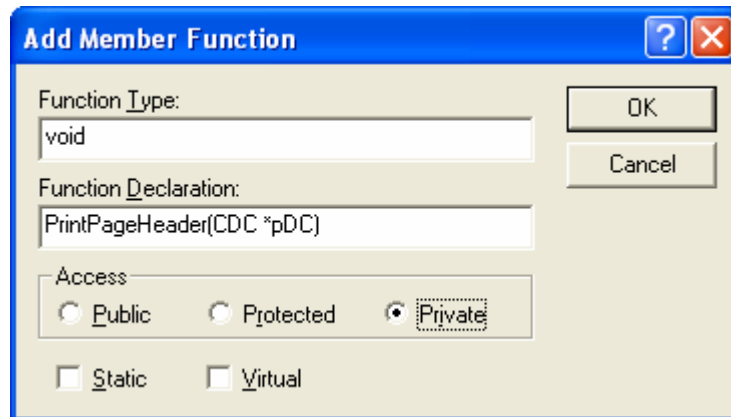 Add Member Function
Function Type:
OK
void
Cancel
Function Declaration:
PrintPageHeader(CDC *pDC)
Access
Public Protected Private
Static Virtual